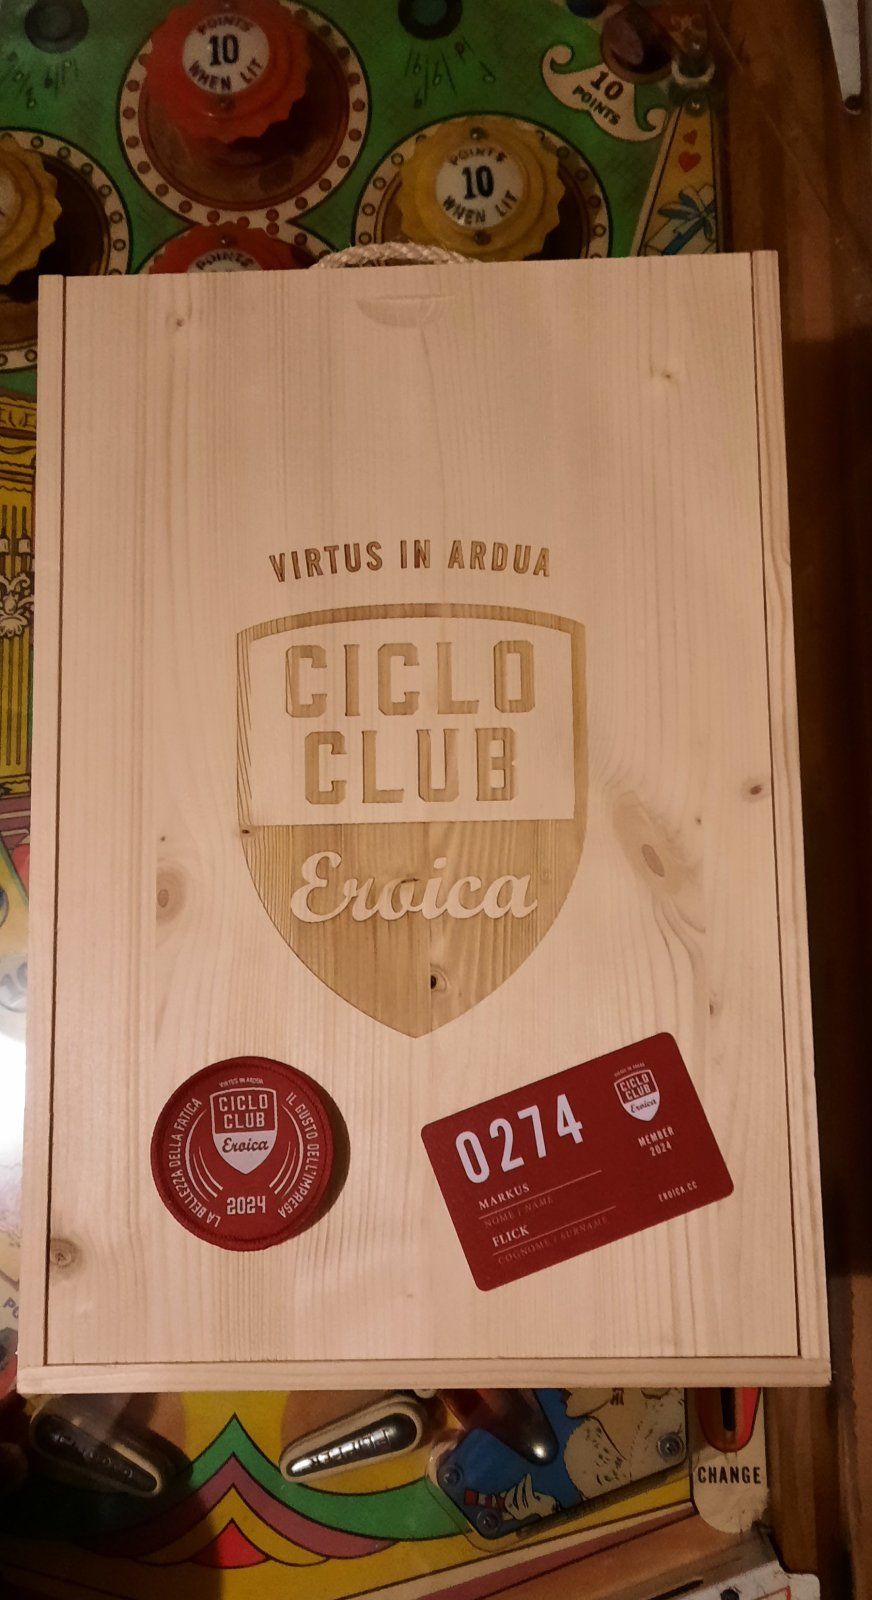 POINTS
10
WHEN LIT
10
POINTS
POINTS
10
WHEN LIT
POINTS
VIRTUS IN ARDUA
CICLO
CLUB
Eroica
VIRTUS IN ARDUA
CICLO
CLUB
Eroica
LA BELLEZZA DELLA FATICA
IL GUSTO DELL'IMPRESA
2024
0274
MARKUS
NOME / NAME
FLICK
COGNOME / SURNAME
VIRTUS IN ARDUA
CICLO
CLUB
Eroica
MEMBER
2024
EROICA.CC
CHANGE